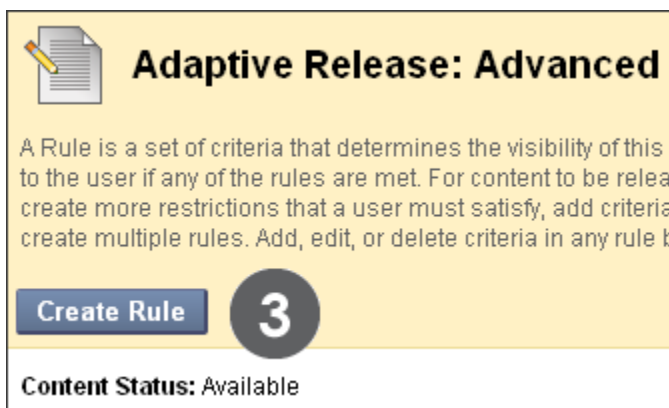 Adaptive Release: Advanced
A Rule is a set of criteria that determines the visibility of this
to the user if any of the rules are met. For content to be relea
create more restrictions that a user must satisfy, add criteria
create multiple rules. Add, edit, or delete criteria in any rule b
Create Rule
3
Content Status: Available